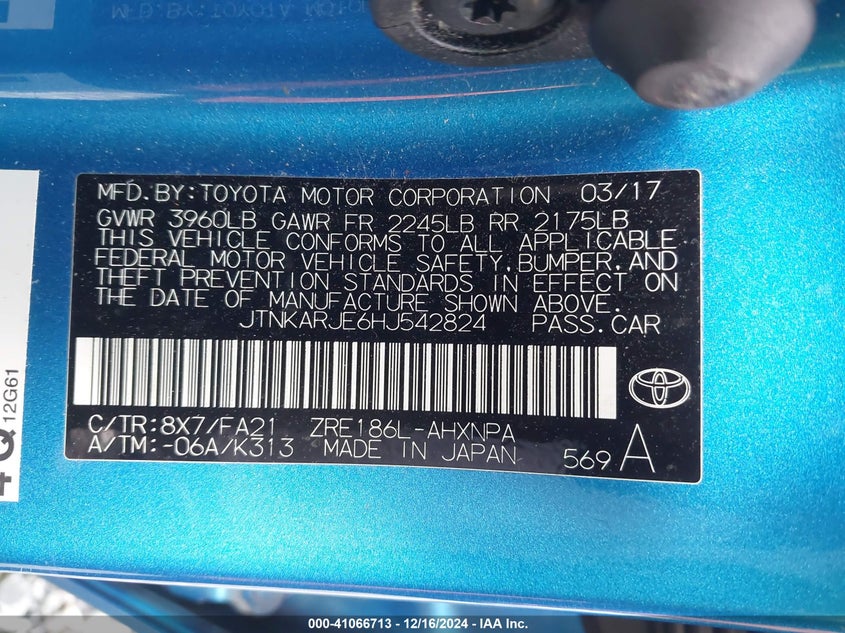 MFD.BY:TOYOTA MOTOR CORPORATION 03/17
GVWR 3960LB GAWR FR 2245LB RR 2175LB
THIS VEHICLE CONFORMS TO ALL APPLICABLE
FEDERAL MOTOR VEHICLE SAFETY,BUMPER,AND
THEFT PREVENTION STANDARDS IN EFFECT ON
THE DATE OF MANUFACTURE SHOWN ABOVE.
JTNKARJE6HJ542824 PASS.CAR
C/TR:8X7/FA21 ZRE186L-AHXNPA
A/TM:-06A/K313 MADE IN JAPAN 569 A
12G61
000-41066713 - 12/16/2024 - IAA Inc.